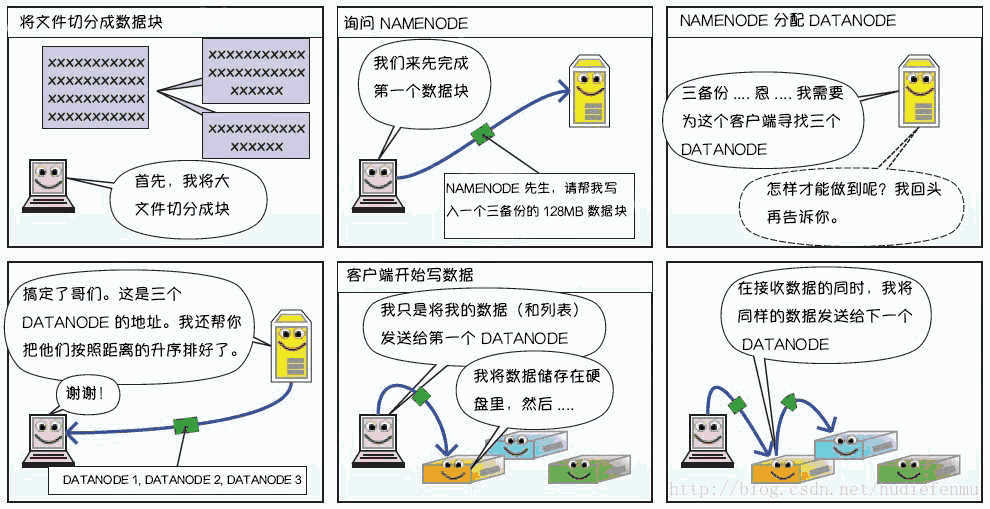 将文件切分成数据块
XXXXXXXXXXX
XXXXXXXXXXX
XXXXXXXXXXX
XXXXXXXXXXX
XXXXXXXXXXX
XXXXXXXXXXX
XXXXXX
XXXXXXXXXXX
XXXXXX
首先，我将大
文件切分成块
询问 NAMENODE
我们来先完成
第一个数据块
NAMENODE 先生，请帮我写
入一个三备份的 128MB 数据块
NAMENODE 分配 DATANODE
三备份 .... 恩 .... 我需要
为这个客户端寻找三个
DATANODE
怎样才能做到呢？我回头
再告诉你。
搞定了哥们。这是三个
DATANODE 的地址。我还帮你
把他们按照距离的升序排好了。
谢谢！
DATANODE 1, DATANODE 2, DATANODE 3
客户端开始写数据
我只是将我的数据（和列表）
发送给第一个 DATANODE
我将数据储存在硬
盘里，然后 ....
在接收数据的同时，我将
同样的数据发送给下一个
DATANODE
http://blog.csdn.net/hudiefenmu